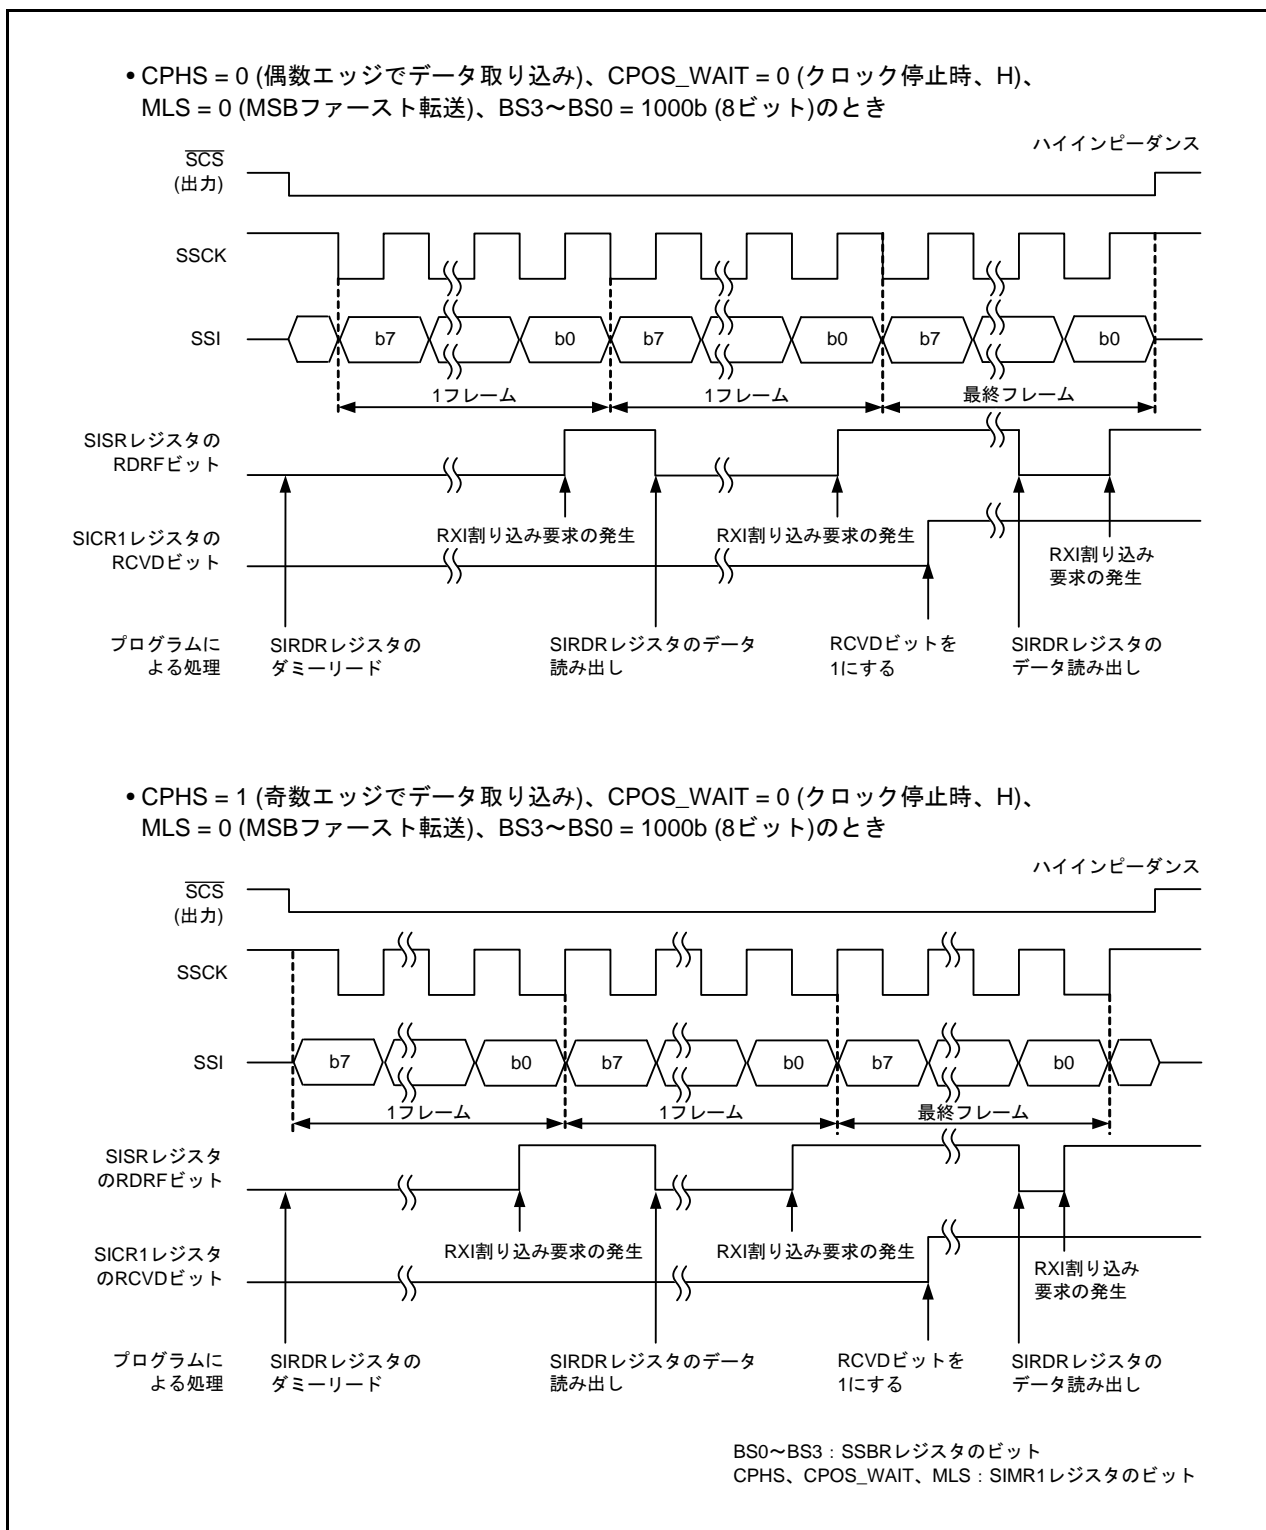 • CPHS = 0 (偶数エッジでデータ取り込み)、CPOS_WAIT = 0 (クロック停止時、H)、
MLS = 0 (MSBファースト転送)、BS3～BS0 = 1000b (8ビット)のとき
ハイインピーダンス
SCS
(出力)
SSCK
SSI
b7
b0
b7
b0
b7
b0
1フレーム
1フレーム
最終フレーム
SISRレジスタの
RDRFビット
RXI割り込み要求の発生
RXI割り込み要求の発生
RXI割り込み
要求の発生
SICR1レジスタの
RCVDビット
プログラムに
よる処理
SIRDRレジスタの
ダミーリード
SIRDRレジスタのデータ
読み出し
RCVDビットを
1にする
SIRDRレジスタの
データ読み出し
• CPHS = 1 (奇数エッジでデータ取り込み)、CPOS_WAIT = 0 (クロック停止時、H)、
MLS = 0 (MSBファースト転送)、BS3～BS0 = 1000b (8ビット)のとき
ハイインピーダンス
SCS
(出力)
SSCK
SSI
b7
b0
b7
b0
b7
b0
1フレーム
1フレーム
最終フレーム
SISRレジスタ
のRDRFビット
RXI割り込み要求の発生
RXI割り込み要求の発生
RXI割り込み
要求の発生
SICR1レジスタ
のRCVDビット
プログラムに
よる処理
SIRDRレジスタの
ダミーリード
SIRDRレジスタのデータ
読み出し
RCVDビットを
1にする
SIRDRレジスタの
データ読み出し
BS0～BS3：SSBRレジスタのビット
CPHS、CPOS_WAIT、MLS：SIMR1レジスタのビット